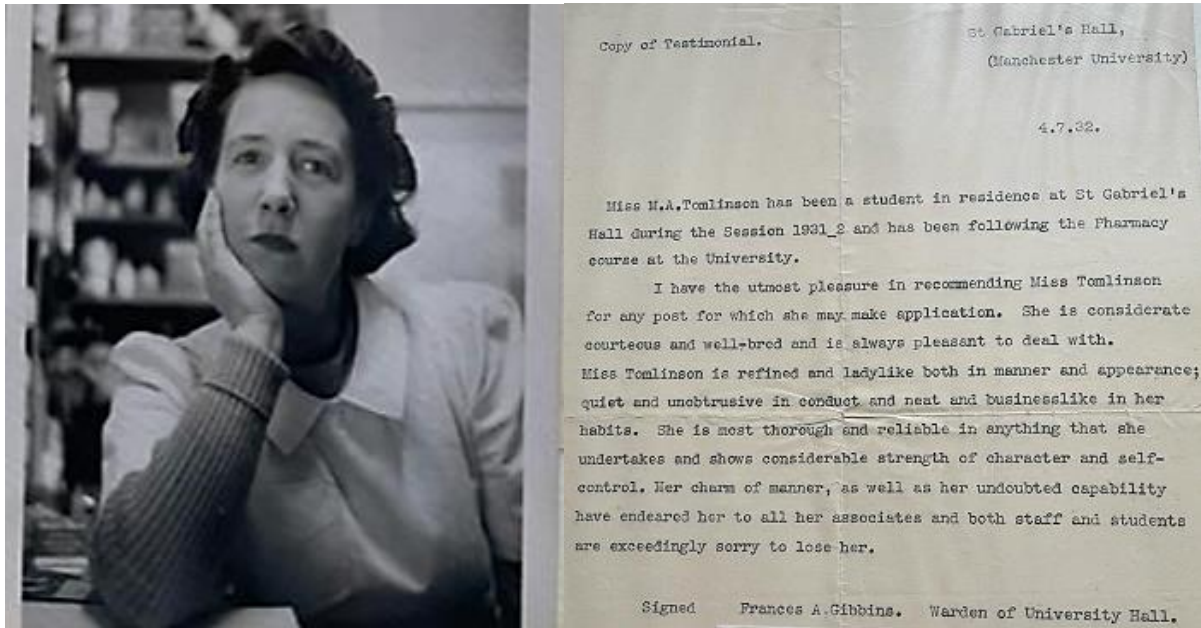 Copy of Testimonial.
St Gabriel's Hall,
(Manchester University)
4.7.32.
Miss M.A.Tomlinson has been a student in residence at St Gabriel's
Hall during the Session 1931_2 and has been following the Pharmacy
course at the University.
I have the utmost pleasure in recommending Miss Tomlinson
for any post for which she may make application. She is considerate
courteous and well-bred and is always pleasant to deal with.
Miss Tomlinson is refined and ladylike both in manner and appearance;
quiet and unobtrusive in conduct and neat and businesslike in her
habits. She is most thorough and reliable in anything that she
undertakes and shows considerable strength of character and self-
control. Her charm of manner, as well as her undoubted capability
have endeared her to all her associates and both staff and students
are exceedingly sorry to lose her.
Signed Frances A.Gibbins. Warden of University Hall.